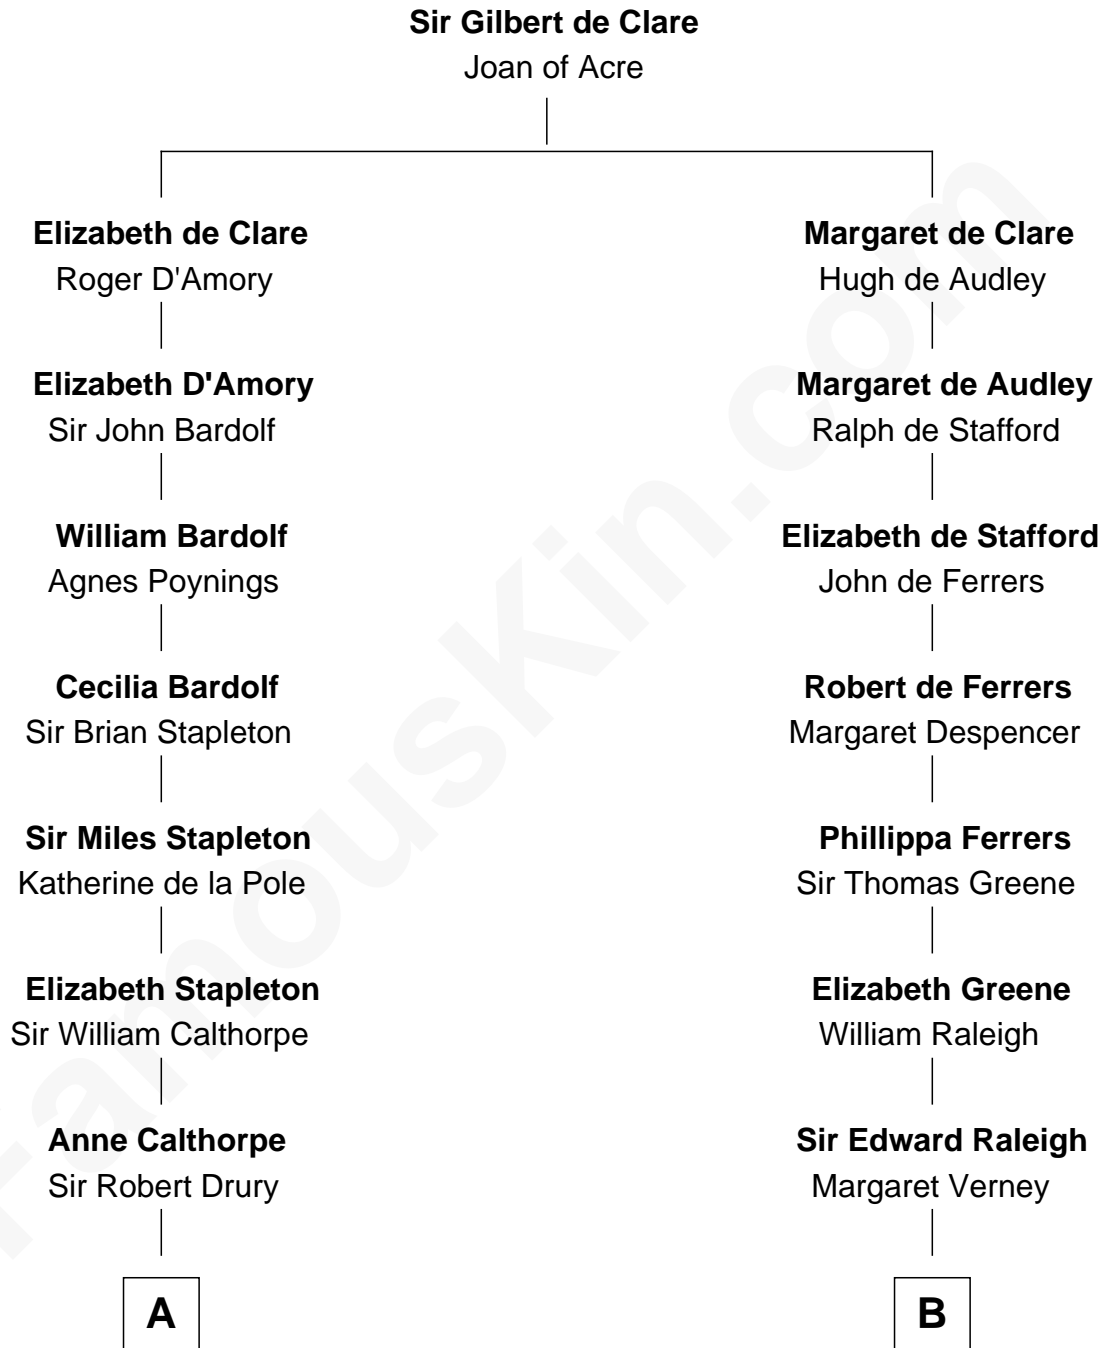 Sir Gilbert de Clare
Joan of Acre
Elizabeth de Clare
Roger D'Amory
Margaret de Clare
Hugh de Audley
Elizabeth D'Amory
Sir John Bardolf
Margaret de Audley
Ralph de Stafford
William Bardolf
Agnes Poynings
Elizabeth de Stafford
John de Ferrers
Cecilia Bardolf
Sir Brian Stapleton
Robert de Ferrers
Margaret Despencer
Sir Miles Stapleton
Katherine de la Pole
Phillippa Ferrers
Sir Thomas Greene
Elizabeth Stapleton
Sir William Calthorpe
Elizabeth Greene
William Raleigh
Anne Calthorpe
Sir Robert Drury
Sir Edward Raleigh
Margaret Verney
A
B
FamousKin.com